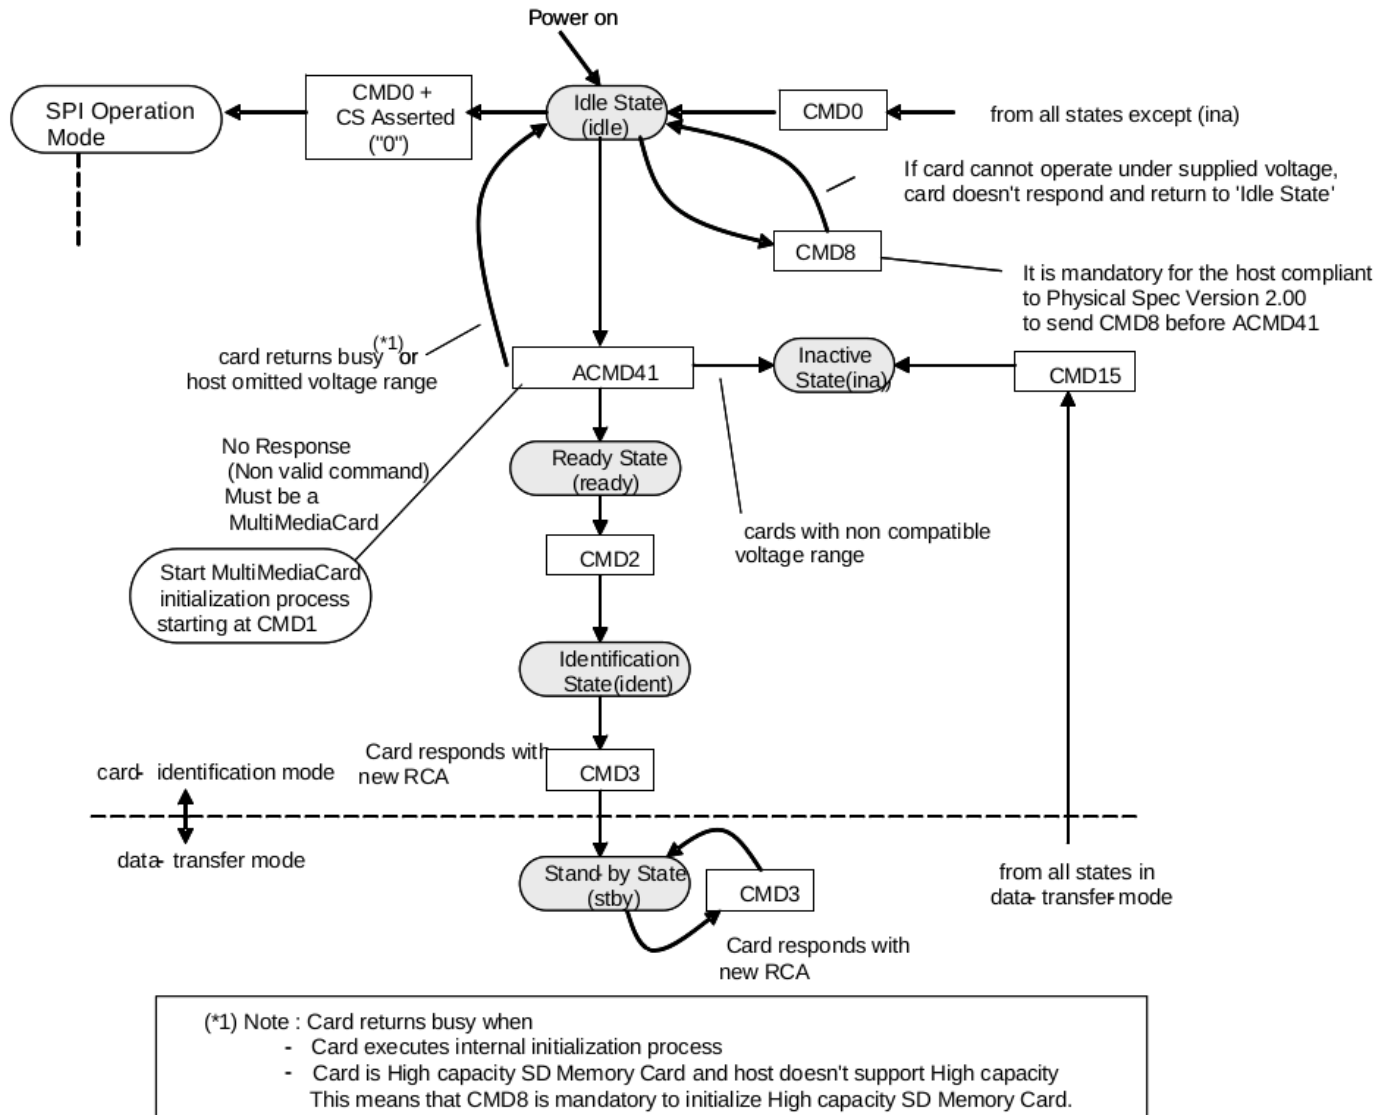 Power on
SPI Operation
Mode
CMD0 +
CS Asserted
("0")
Idle State
(idle)
CMD0
from all states except (ina)
If card cannot operate under supplied voltage,
card doesn't respond and return to 'Idle State'
CMD8
It is mandatory for the host compliant
to Physical Spec Version 2.00
to send CMD8 before ACMD41
card returns busy (*1) or
host omitted voltage range
ACMD41
Inactive
State(ina)
CMD15
No Response
(Non valid command)
Must be a
MultiMediaCard
Ready State
(ready)
cards with non compatible
voltage range
CMD2
Start MultiMediaCard
initialization process
starting at CMD1
Identification
State(ident)
Card responds with
new RCA
CMD3
card- identification mode
data- transfer mode
Stand- by State
(stby)
CMD3
Card responds with
new RCA
from all states in
data- transfer- mode
(*1) Note : Card returns busy when
- Card executes internal initialization process
- Card is High capacity SD Memory Card and host doesn't support High capacity
This means that CMD8 is mandatory to initialize High capacity SD Memory Card.